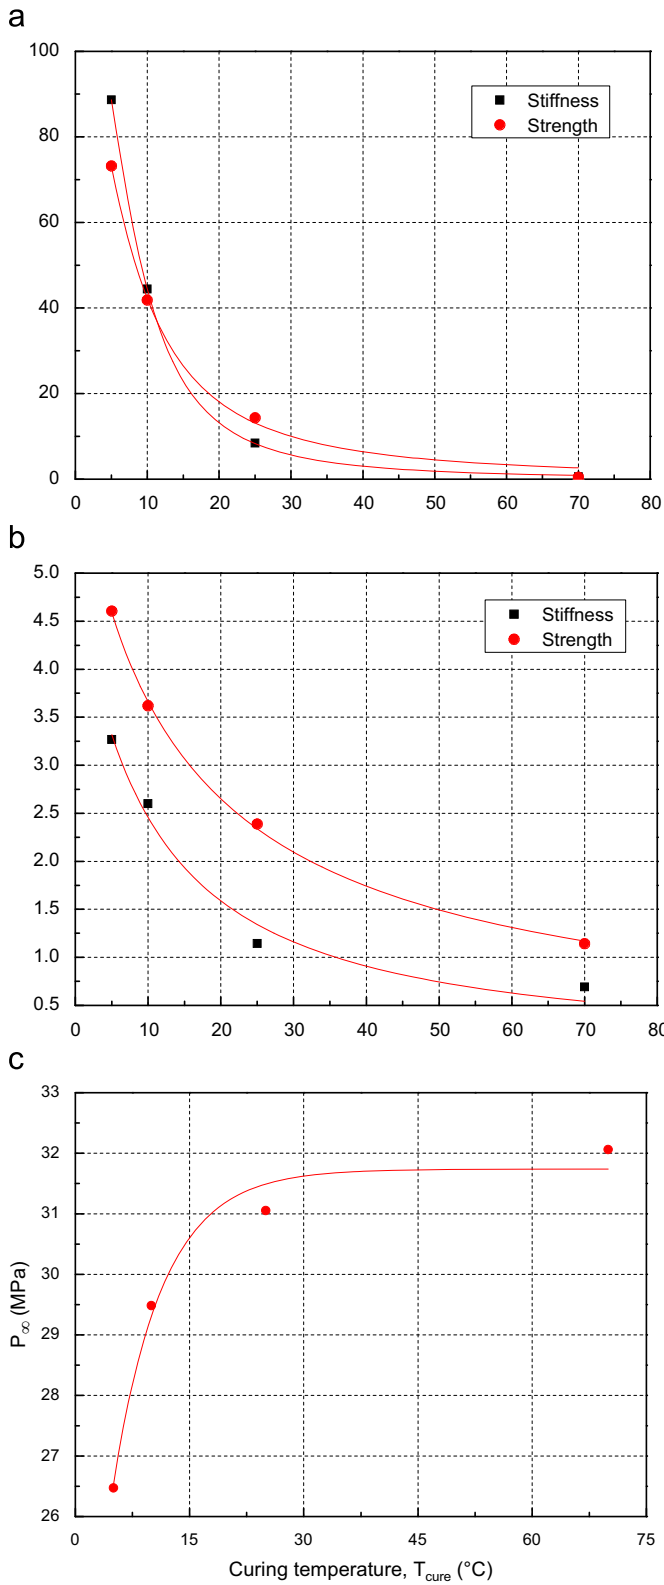 a
100
80
60
40
20
0
Stiffness
Strength
0 10 20 30 40 50 60 70 80
b
5.0
4.5
4.0
3.5
3.0
2.5
2.0
1.5
1.0
0.5
Stiffness
Strength
0 10 20 30 40 50 60 70 80
c
33
32
31
30
29
28
27
26
P∞ (MPa)
0 15 30 45 60 75
Curing temperature, Tcure (°C)